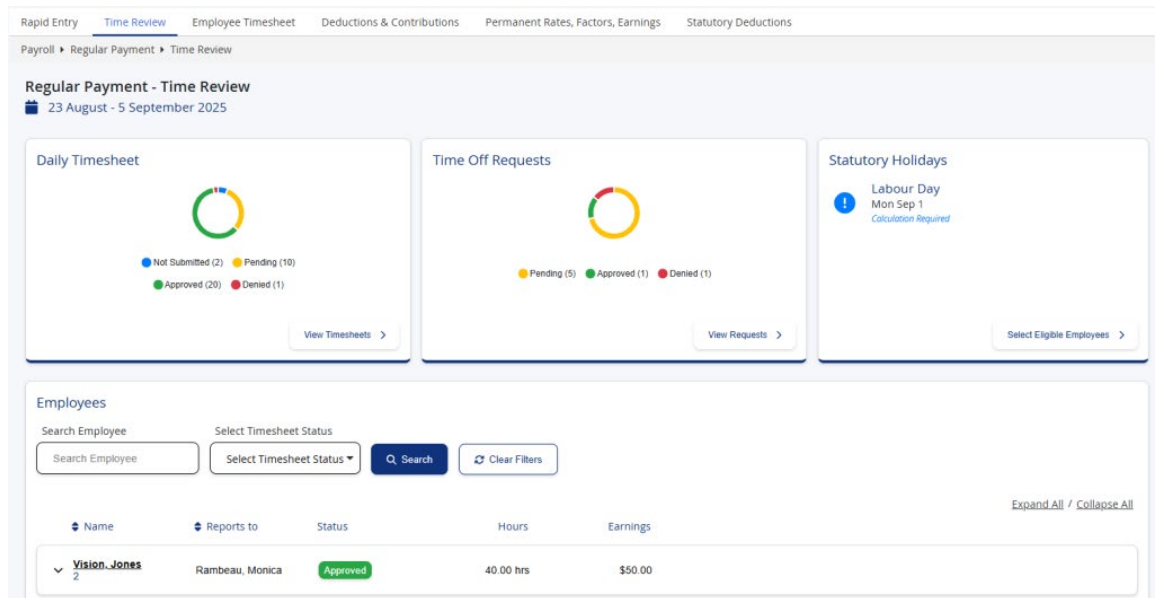 Rapid Entry Time Review Employee Timesheet Deductions & Contributions Permanent Rates, Factors, Earnings Statutory Deductions
Payroll ▸ Regular Payment ▸ Time Review
Regular Payment - Time Review
23 August - 5 September 2025
Daily Timesheet
Not Submitted (2) Pending (10)
Approved (20) Denied (1)
View Timesheets >
Time Off Requests
Pending (5) Approved (1) Denied (1)
View Requests >
Statutory Holidays
Labour Day
Mon Sep 1
Calculation Required
Select Eligible Employees >
Employees
Search Employee Select Timesheet Status
Search Employee Select Timesheet Status Search Clear Filters
Expand All / Collapse All
Name Reports to Status Hours Earnings
Vision, Jones Rambeau, Monica Approved 40.00 hrs $50.00
2